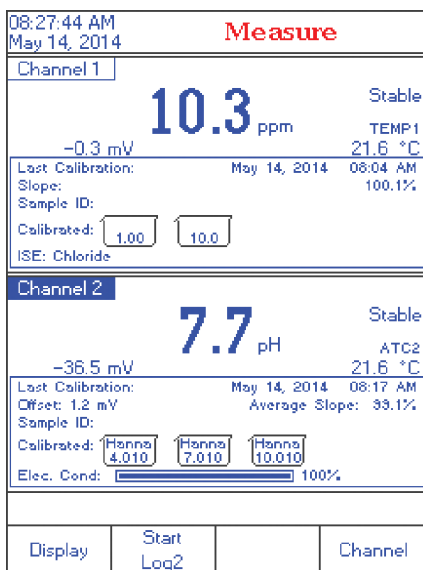 08:27:44 AM
May 14, 2014
Measure
Channel 1
10.3 ppm
Stable
TEMP1
-0.3 mV
21.6 °C
Last Calibration: May 14, 2014 08:04 AM
Slope: 100.1%
Sample ID:
Calibrated: 1.00 10.0
ISE: Chloride
Channel 2
7.7 pH
Stable
ATC2
-36.5 mV
21.6 °C
Last Calibration: May 14, 2014 08:17 AM
Offset: 1.2 mV Average Slope: 99.1%
Sample ID:
Calibrated: Hanna 4.010 Hanna 7.010 Hanna 10.010
Elec. Cond: 100%
Display
Start Log2
Channel